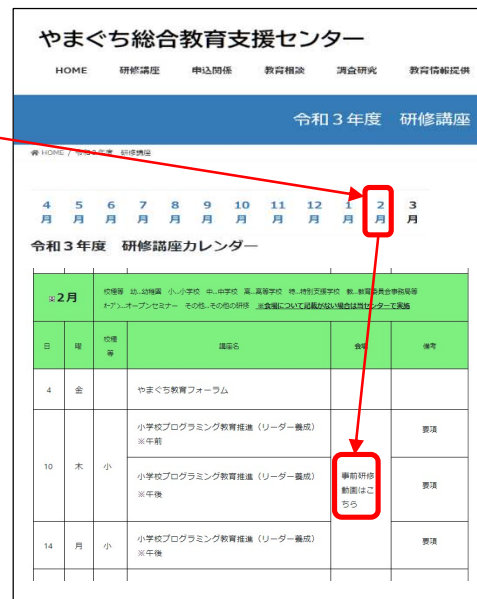 やまぐち総合教育支援センター
HOME 研修講座 申込関係 教育相談 調査研究 教育情報提供
令和3年度 研修講座
HOME / 令和3年度 研修講座
4月 5月 6月 7月 8月 9月 10月 11月 12月 1月 2月 3月
令和3年度 研修講座カレンダー
2月
校種等 幼…幼稚園 小…小学校 中…中学校 高…高等学校 特…特別支援学校 教…教育委員会事務局等
オープン…オープンセミナー その他…その他の研修 ※会場について記載がない場合は当センターで実施
日 曜 校種等 講座名 会場 備考
4 金 やまぐち教育フォーラム
10 木 小
小学校プログラミング教育推進（リーダー養成）
※午前
要項
小学校プログラミング教育推進（リーダー養成）
※午後
事前研修
動画はこ
ちら
要項
14 月 小
小学校プログラミング教育推進（リーダー養成）
※午後
要項